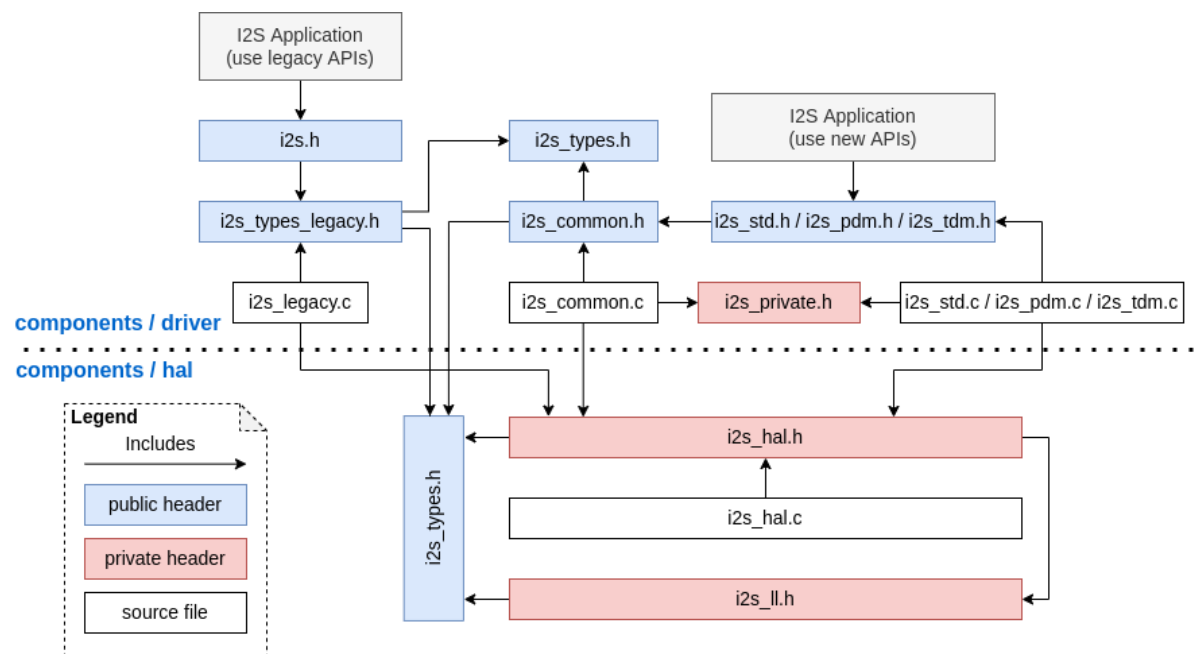 I2S Application
(use legacy APIs)
I2S Application
(use new APIs)
i2s.h
i2s_types.h
i2s_types_legacy.h
i2s_common.h
i2s_std.h / i2s_pdm.h / i2s_tdm.h
i2s_legacy.c
i2s_common.c
i2s_private.h
i2s_std.c / i2s_pdm.c / i2s_tdm.c
components / driver
components / hal
Legend
Includes
public header
private header
source file
i2s_types.h
i2s_hal.h
i2s_hal.c
i2s_ll.h